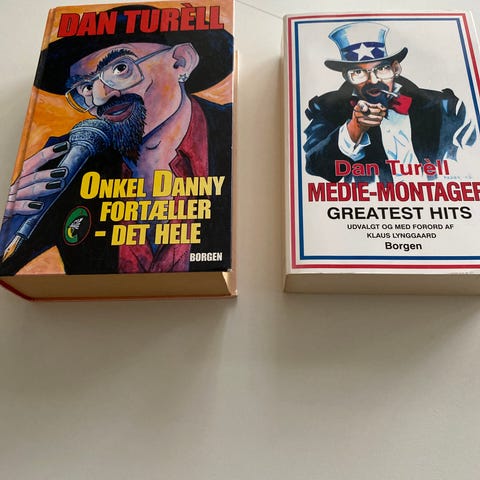 DAN TURÈLL
ONKEL DANNY
FORTÆLLER
- DET HELE
BORGEN
Dan Turèll
MEDIE-MONTAGER
GREATEST HITS
UDVALGT OG MED FORORD AF
KLAUS LYNGGAARD
Borgen